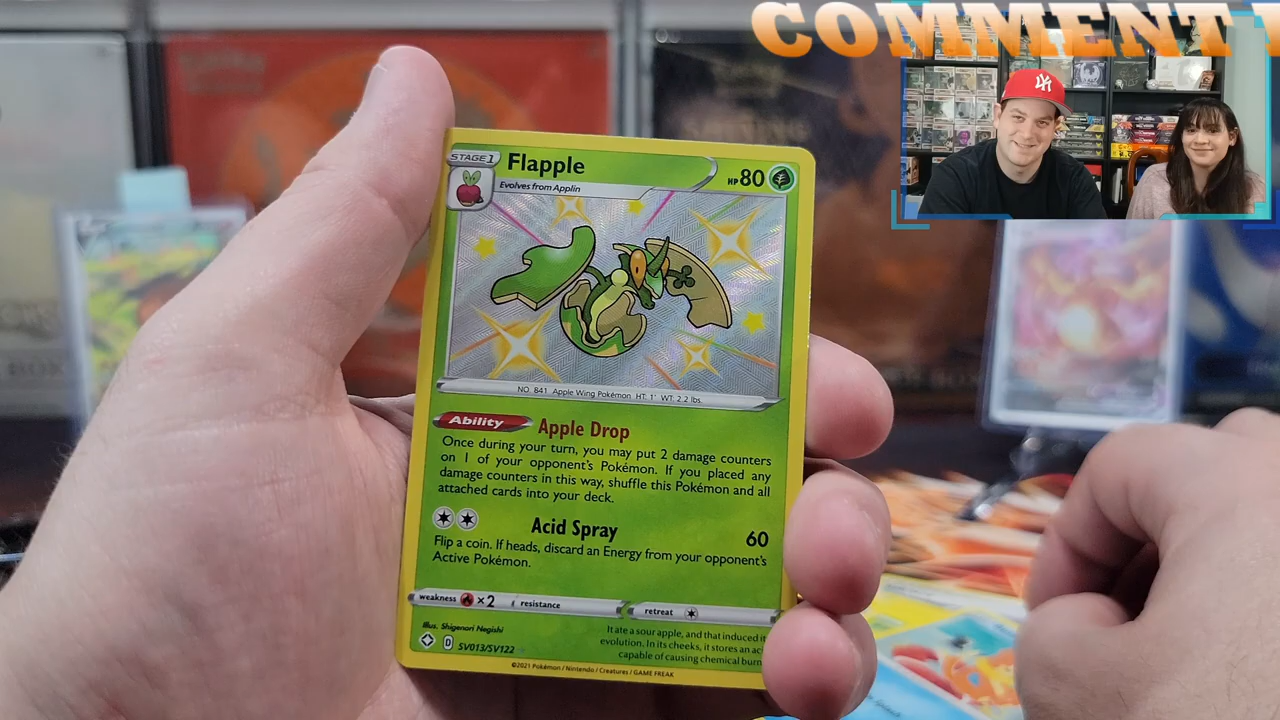 COMMENT
NY
STAGE 1
Flapple
HP 80
Evolves from Applin
NO. 841 Apple Wing Pokémon HT: 1' WT: 2.2 lbs.
Ability Apple Drop
Once during your turn, you may put 2 damage counters
on 1 of your opponent's Pokémon. If you placed any
damage counters in this way, shuffle this Pokémon and all
attached cards into your deck.
Acid Spray 60
Flip a coin. If heads, discard an Energy from your opponent's
Active Pokémon.
weakness ×2 resistance retreat
Illus. Shigenori Negishi
D SV013/SV122
It ate a sour apple, and that induced
evolution. In its cheeks, it stores an
capable of causing chemical
©2021 Pokémon / Nintendo / Creatures / GAME FREAK